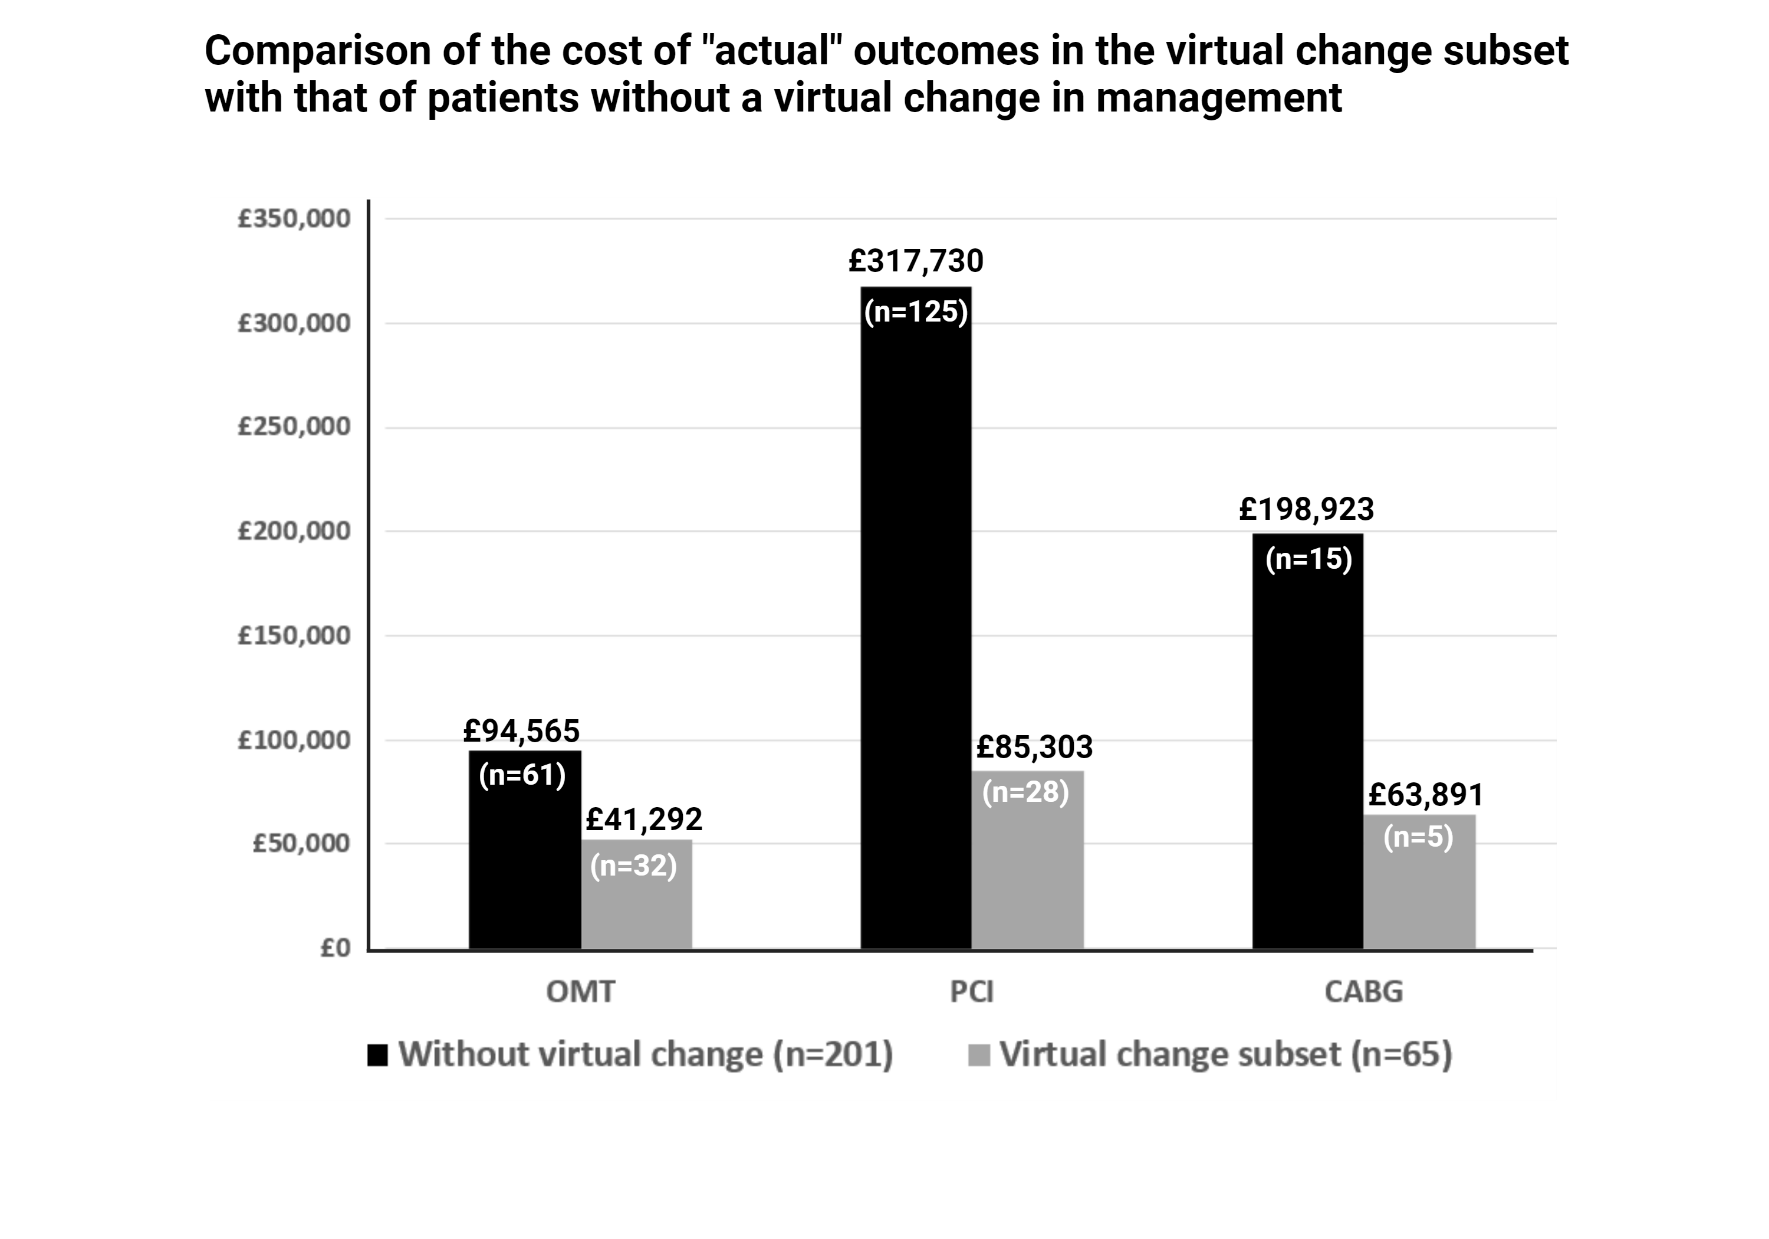 Comparison of the cost of "actual" outcomes in the virtual change subset
with that of patients without a virtual change in management
£350,000
£300,000
£250,000
£200,000
£150,000
£100,000
£50,000
£0
£94,565
(n=61)
£41,292
(n=32)
£317,730
(n=125)
£85,303
(n=28)
£198,923
(n=15)
£63,891
(n=5)
OMT
PCI
CABG
Without virtual change (n=201)
Virtual change subset (n=65)